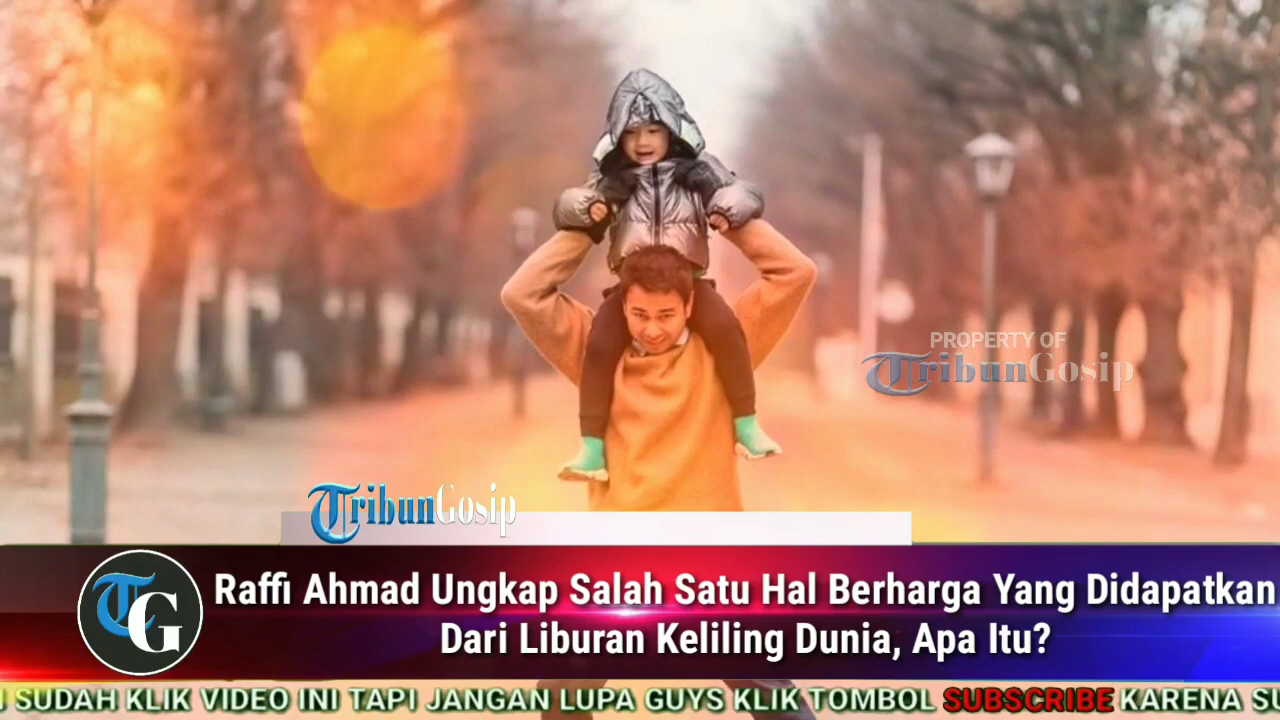 PROPERTY OF
TribunGosip
TribunGosip
TG
Raffi Ahmad Ungkap Salah Satu Hal Berharga Yang Didapatkan
Dari Liburan Keliling Dunia, Apa Itu?
SUDAH KLIK VIDEO INI TAPI JANGAN LUPA GUYS KLIK TOMBOL SUBSCRIBE KARENA